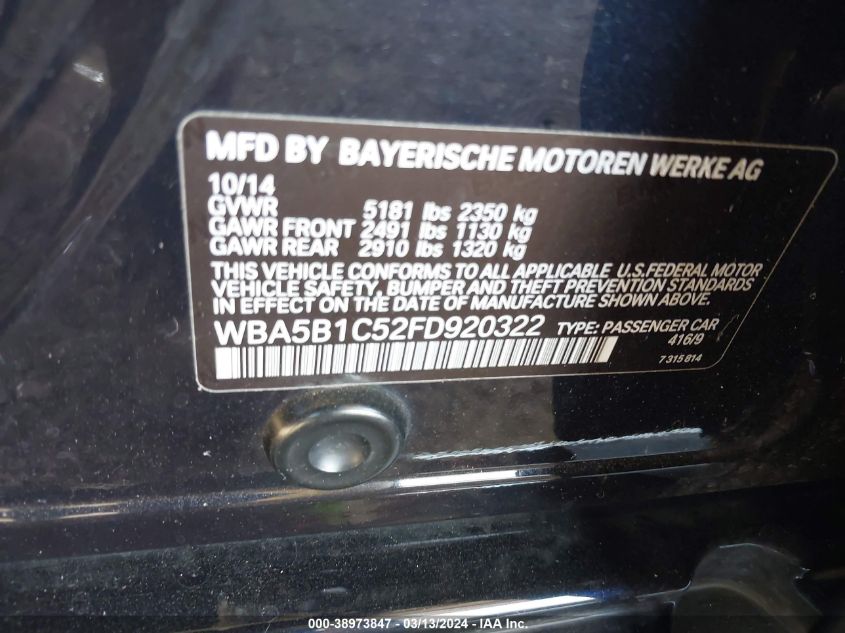 MFD BY BAYERISCHE MOTOREN WERKE AG
10/14
GVWR 5181 lbs 2350 kg
GAWR FRONT 2491 lbs 1130 kg
GAWR REAR 2910 lbs 1320 kg
THIS VEHICLE CONFORMS TO ALL APPLICABLE U.S.FEDERAL MOTOR
VEHICLE SAFETY, BUMPER AND THEFT PREVENTION STANDARDS
IN EFFECT ON THE DATE OF MANUFACTURE SHOWN ABOVE.
WBA5B1C52FD920322 TYPE: PASSENGER CAR
416/9
7 315 814
000-38973847 - 03/13/2024 - IAA Inc.